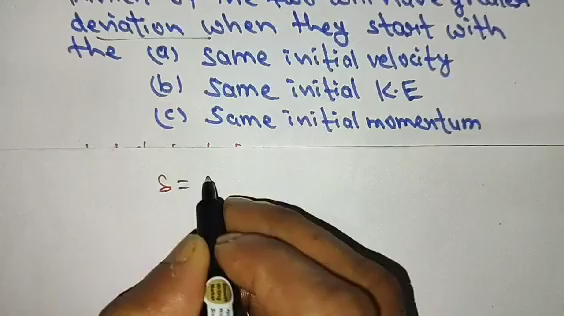 deviation when they start with
the (a) same initial velocity
(b) same initial K.E
(c) same initial momentum
δ =